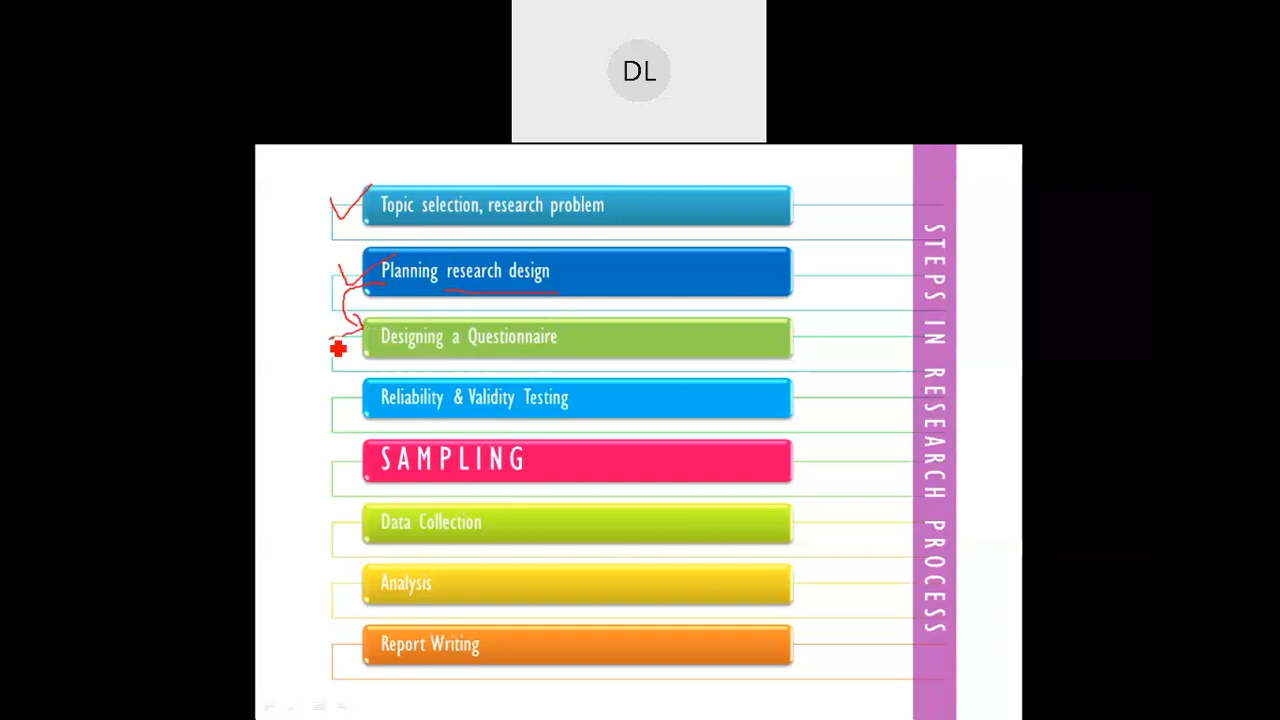 DL
Topic selection, research problem
Planning research design
Designing a Questionnaire
Reliability & Validity Testing
SAMPLING
Data Collection
Analysis
Report Writing
STEPS IN RESEARCH PROCESS